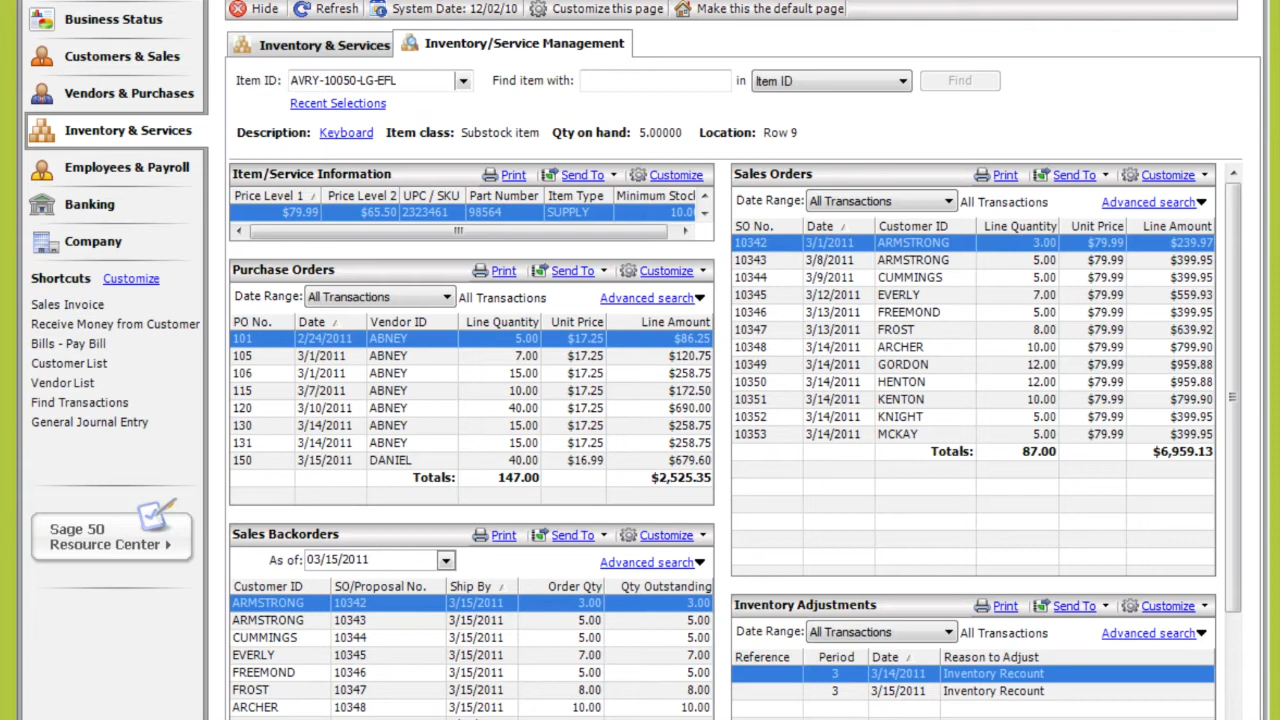 Business Status
Customers & Sales
Vendors & Purchases
Inventory & Services
Employees & Payroll
Banking
Company
Shortcuts Customize
Sales Invoice
Receive Money from Customer
Bills - Pay Bill
Customer List
Vendor List
Find Transactions
General Journal Entry
Sage 50
Resource Center
Hide Refresh System Date: 12/02/10 Customize this page Make this the default page
Inventory & Services Inventory/Service Management
Item ID: AVRY-10050-LG-EFL Find item with: in Item ID Find
Recent Selections
Description: Keyboard Item class: Substock item Qty on hand: 5.00000 Location: Row 9
Item/Service Information Print Send To Customize
Price Level 1 Price Level 2 UPC / SKU Part Number Item Type Minimum Stock
$79.99 $65.50 2323461 98564 SUPPLY 10.0
Purchase Orders Print Send To Customize
Date Range: All Transactions All Transactions Advanced search
PO No. Date Vendor ID Line Quantity Unit Price Line Amount
101 2/24/2011 ABNEY 5.00 $17.25 $86.25
105 3/1/2011 ABNEY 7.00 $17.25 $120.75
106 3/1/2011 ABNEY 15.00 $17.25 $258.75
115 3/7/2011 ABNEY 10.00 $17.25 $172.50
120 3/10/2011 ABNEY 40.00 $17.25 $690.00
130 3/14/2011 ABNEY 15.00 $17.25 $258.75
131 3/14/2011 ABNEY 15.00 $17.25 $258.75
150 3/15/2011 DANIEL 40.00 $16.99 $679.60
Totals: 147.00 $2,525.35
Sales Backorders Print Send To Customize
As of: 03/15/2011
Advanced search
Customer ID SO/Proposal No. Ship By Order Qty Qty Outstanding
ARMSTRONG 10342 3/15/2011 3.00 3.00
ARMSTRONG 10343 3/15/2011 5.00 5.00
CUMMINGS 10344 3/15/2011 5.00 5.00
EVERLY 10345 3/15/2011 7.00 7.00
FREEMOND 10346 3/15/2011 5.00 5.00
FROST 10347 3/15/2011 8.00 8.00
ARCHER 10348 3/15/2011 10.00 10.00
Sales Orders Print Send To Customize
Date Range: All Transactions All Transactions Advanced search
SO No. Date Customer ID Line Quantity Unit Price Line Amount
10342 3/1/2011 ARMSTRONG 3.00 $79.99 $239.97
10343 3/8/2011 ARMSTRONG 5.00 $79.99 $399.95
10344 3/9/2011 CUMMINGS 5.00 $79.99 $399.95
10345 3/12/2011 EVERLY 7.00 $79.99 $559.93
10346 3/13/2011 FREEMOND 5.00 $79.99 $399.95
10347 3/13/2011 FROST 8.00 $79.99 $639.92
10348 3/14/2011 ARCHER 10.00 $79.99 $799.90
10349 3/14/2011 GORDON 12.00 $79.99 $959.88
10350 3/14/2011 HENTON 12.00 $79.99 $959.88
10351 3/14/2011 KENTON 10.00 $79.99 $799.90
10352 3/14/2011 KNIGHT 5.00 $79.99 $399.95
10353 3/14/2011 MCKAY 5.00 $79.99 $399.95
Totals: 87.00 $6,959.13
Inventory Adjustments Print Send To Customize
Date Range: All Transactions All Transactions Advanced search
Reference Period Date Reason to Adjust
3 3/14/2011 Inventory Recount
3 3/15/2011 Inventory Recount